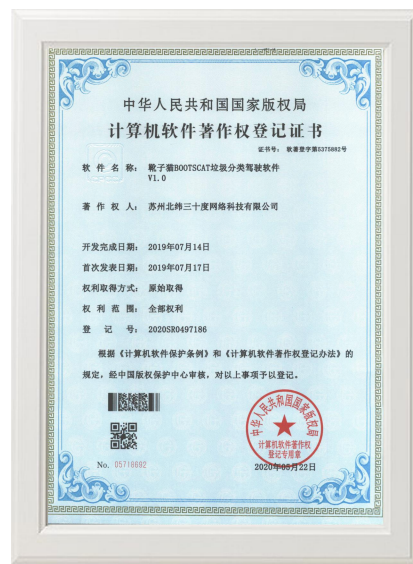 中华人民共和国国家版权局
计算机软件著作权登记证书
证书号： 软著登字第5375882号
软件名称： 靴子猫BOOTSCAT垃圾分类驾驶软件
V1.0
著作权人： 苏州北纬三十度网络科技有限公司
开发完成日期： 2019年07月14日
首次发表日期： 2019年07月17日
权利取得方式： 原始取得
权利范围： 全部权利
登记号： 2020SR0497186
根据《计算机软件保护条例》和《计算机软件著作权登记办法》的
规定，经中国版权保护中心审核，对以上事项予以登记。
中华人民共和国国家版权局
计算机软件著作权
登记专用章
No. 05716692
2020年05月22日